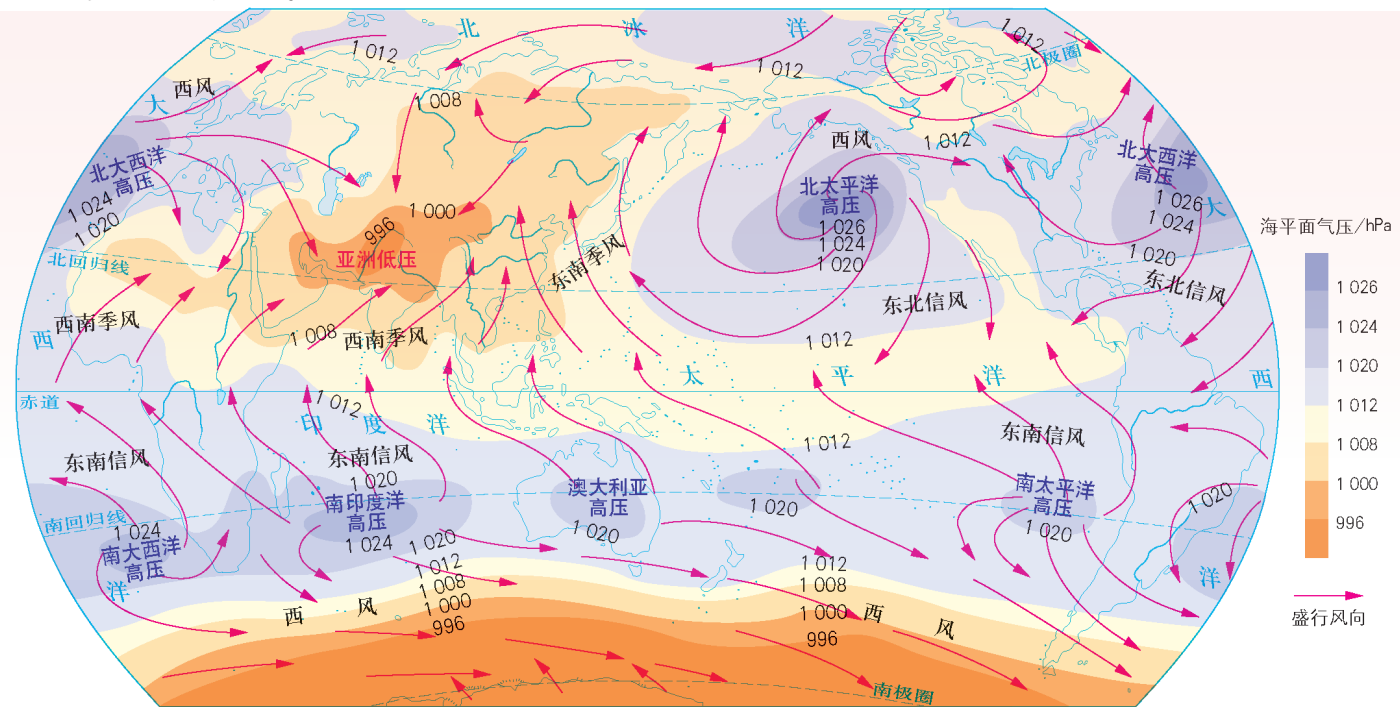 北 冰 洋
1 012
1 012
1 012
北极圈
西风
大
1 008
西风
1 012
北大西洋
高压
北大西洋
高压
北太平洋
高压
1 024
1 020
1 026
1 024
1 020
1 026
1 024
大
1 020
1 000
996
亚洲低压
北回归线
东南季风
东北信风
东北信风
西南季风
西
1 008
西南季风
1 012
太 平 洋
西
赤道
1 012
印 度 洋
1 012
东南信风
东南信风
东南信风
1 020
南印度洋
高压
1 024
澳大利亚
高压
1 020
1 020
南太平洋
高压
1 020
1 020
南回归线
1 024
南大西洋
高压
洋
洋
1 020
1 012
1 008
1 000
996
1 012
1 008
1 000
996
西 风
西 风
南极圈
海平面气压/hPa
1 026
1 024
1 020
1 012
1 008
1 000
996
盛行风向